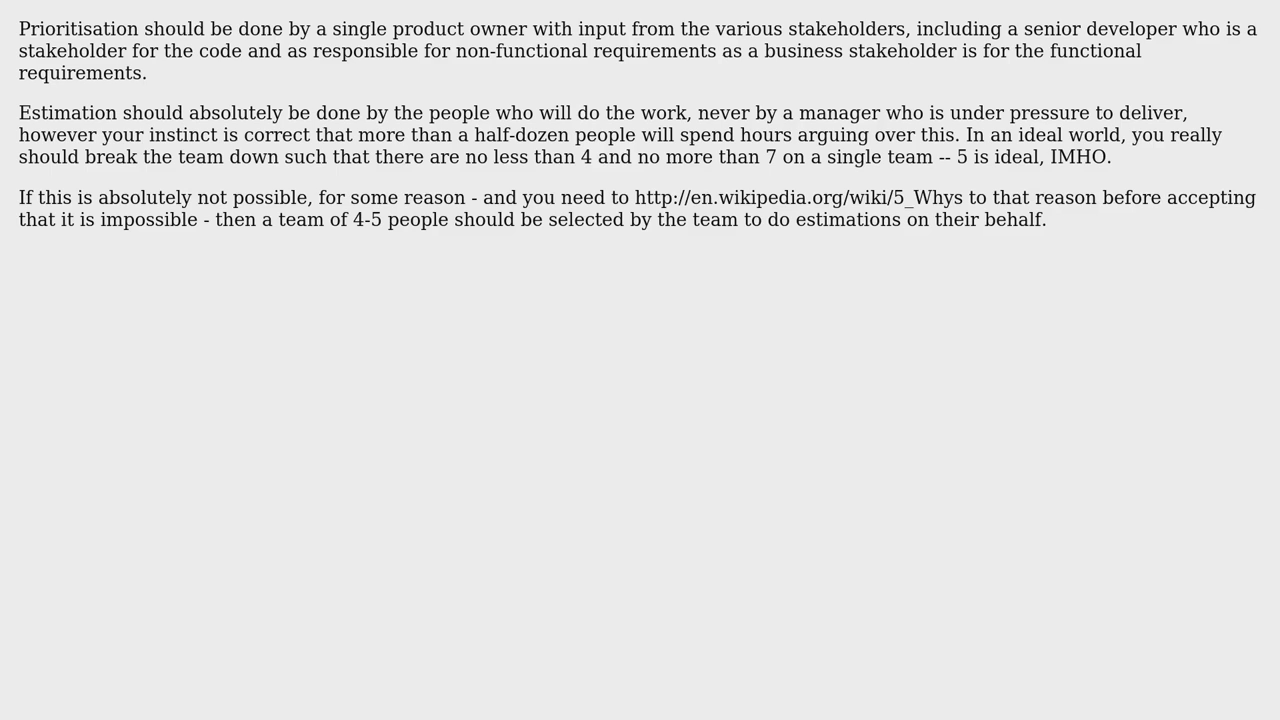 Prioritisation should be done by a single product owner with input from the various stakeholders, including a senior developer who is a
stakeholder for the code and as responsible for non-functional requirements as a business stakeholder is for the functional
requirements.
Estimation should absolutely be done by the people who will do the work, never by a manager who is under pressure to deliver,
however your instinct is correct that more than a half-dozen people will spend hours arguing over this. In an ideal world, you really
should break the team down such that there are no less than 4 and no more than 7 on a single team -- 5 is ideal, IMHO.
If this is absolutely not possible, for some reason - and you need to http://en.wikipedia.org/wiki/5_Whys to that reason before accepting
that it is impossible - then a team of 4-5 people should be selected by the team to do estimations on their behalf.